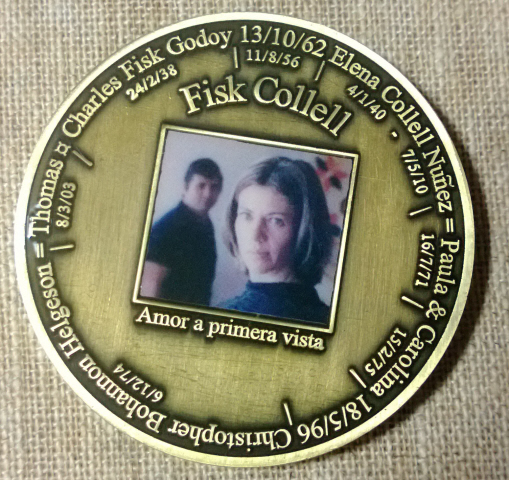 Charles Fisk Godoy 13/10/62 Elena Collell Nuñez = Paula & Carolina 18/5/96 Christopher Bohannon Helgeson = Thomas ¤
24/2/38
11/8/56
4/1/40 -
7/5/10
16/7/71
15/2/75
6/12/74
8/3/03
Fisk Collell
Amor a primera vista